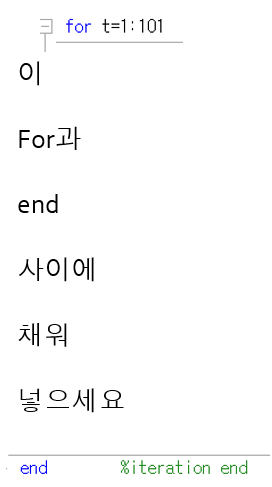 for t=1:101
이
For과
end
사이에
채워
넣으세요
end %iteration end